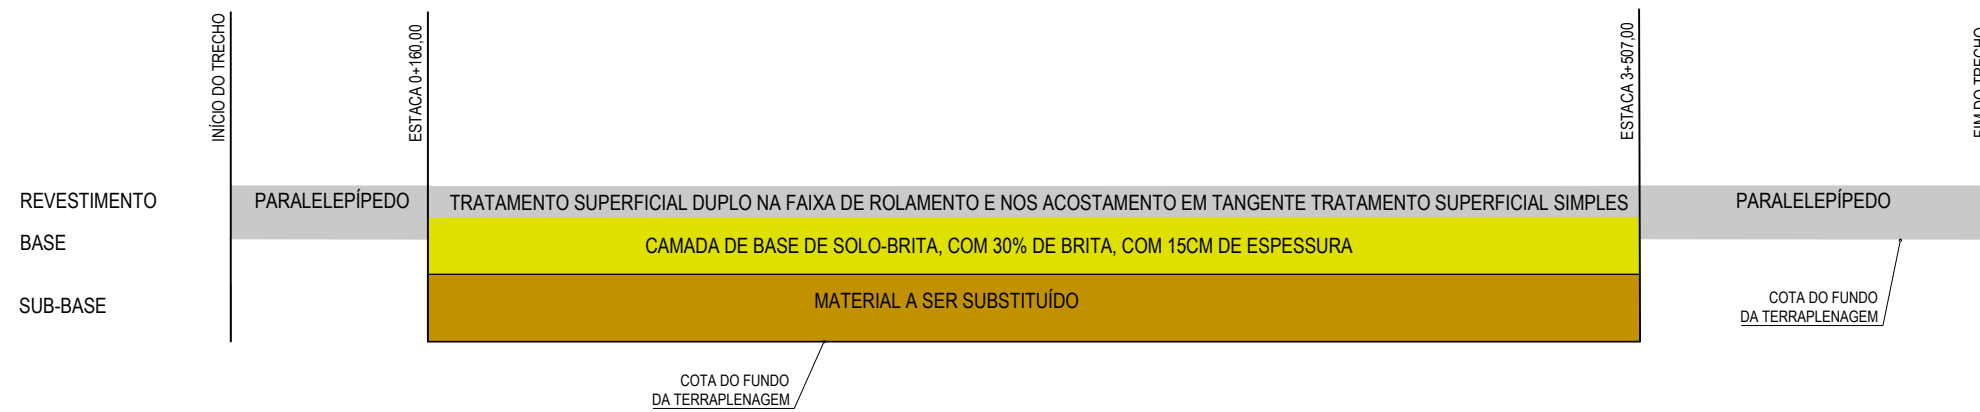 INÍCIO DO TRECHO
ESTACA 0+160,00
ESTACA 3+507,00
FIM DO TRECHO
REVESTIMENTO
PARALELEPÍPEDO
TRATAMENTO SUPERFICIAL DUPLO NA FAIXA DE ROLAMENTO E NOS ACOSTAMENTO EM TANGENTE TRATAMENTO SUPERFICIAL SIMPLES
PARALELEPÍPEDO
BASE
CAMADA DE BASE DE SOLO-BRITA, COM 30% DE BRITA, COM 15CM DE ESPESSURA
SUB-BASE
MATERIAL A SER SUBSTITUÍDO
COTA DO FUNDO
DA TERRAPLENAGEM
COTA DO FUNDO
DA TERRAPLENAGEM